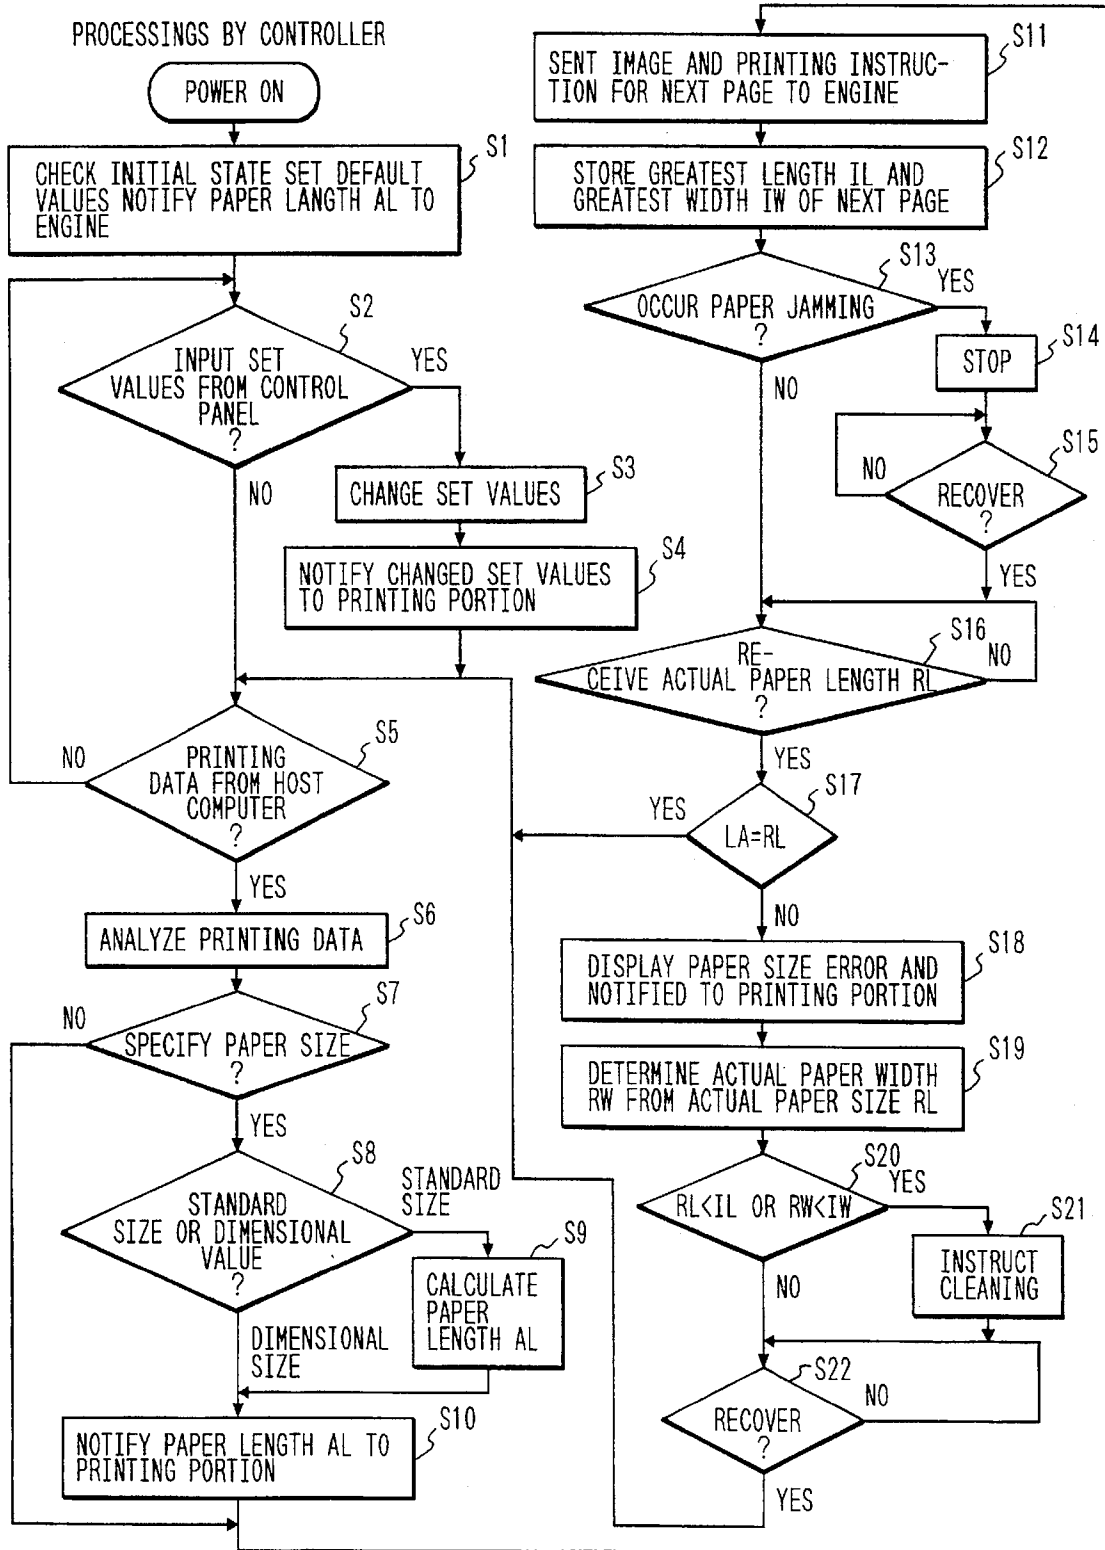 PROCESSINGS BY CONTROLLER
POWER ON
S1
CHECK INITIAL STATE SET DEFAULT
VALUES NOTIFY PAPER LANGTH AL TO
ENGINE
S2
INPUT SET
VALUES FROM CONTROL
PANEL
?
YES
NO
S3
CHANGE SET VALUES
S4
NOTIFY CHANGED SET VALUES
TO PRINTING PORTION
S5
PRINTING
DATA FROM HOST
COMPUTER
?
NO
YES
S6
ANALYZE PRINTING DATA
S7
SPECIFY PAPER SIZE
?
NO
YES
S8
STANDARD
SIZE OR DIMENSIONAL
VALUE
?
STANDARD
SIZE
S9
CALCULATE
PAPER
LENGTH AL
DIMENSIONAL
SIZE
S10
NOTIFY PAPER LENGTH AL TO
PRINTING PORTION
S11
SENT IMAGE AND PRINTING INSTRUC-
TION FOR NEXT PAGE TO ENGINE
S12
STORE GREATEST LENGTH IL AND
GREATEST WIDTH IW OF NEXT PAGE
S13
OCCUR PAPER JAMMING
?
YES
NO
S14
STOP
S15
RECOVER
?
NO
YES
S16
RE-
CEIVE ACTUAL PAPER LENGTH RL
?
NO
YES
S17
LA=RL
YES
NO
S18
DISPLAY PAPER SIZE ERROR AND
NOTIFIED TO PRINTING PORTION
S19
DETERMINE ACTUAL PAPER WIDTH
RW FROM ACTUAL PAPER SIZE RL
S20
RL<IL OR RW<IW
YES
NO
S21
INSTRUCT
CLEANING
S22
RECOVER
?
NO
YES